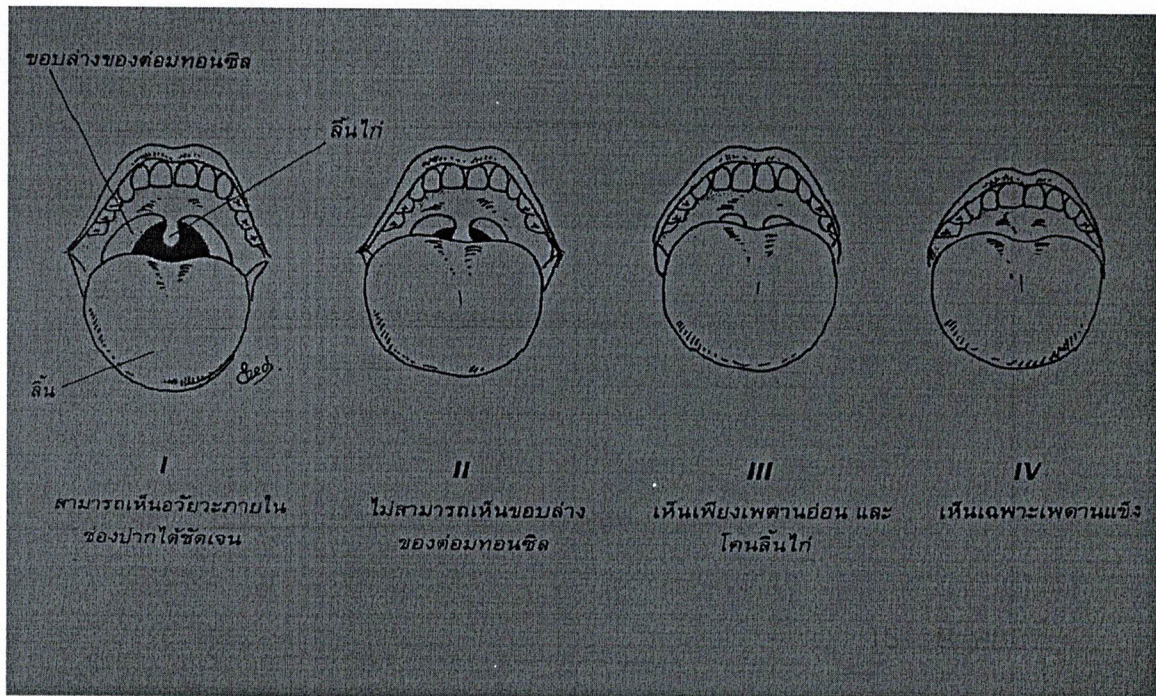 ขอบล่างของต่อมทอนซิล
ลิ้นไก่
ลิ้น
I
สามารถเห็นอวัยวะภายใน
ช่องปากได้ชัดเจน
II
ไม่สามารถเห็นขอบล่าง
ของต่อมทอนซิล
III
เห็นเพียงเพดานอ่อน และ
โคนลิ้นไก่
IV
เห็นเฉพาะเพดานแข็ง